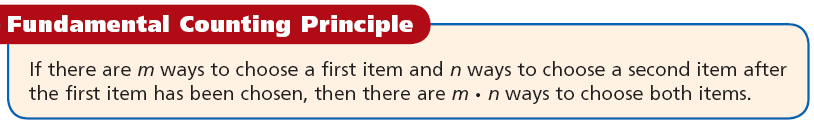 Fundamental Counting Principle
If there are m ways to choose a first item and n ways to choose a second item after
the first item has been chosen, then there are m • n ways to choose both items.